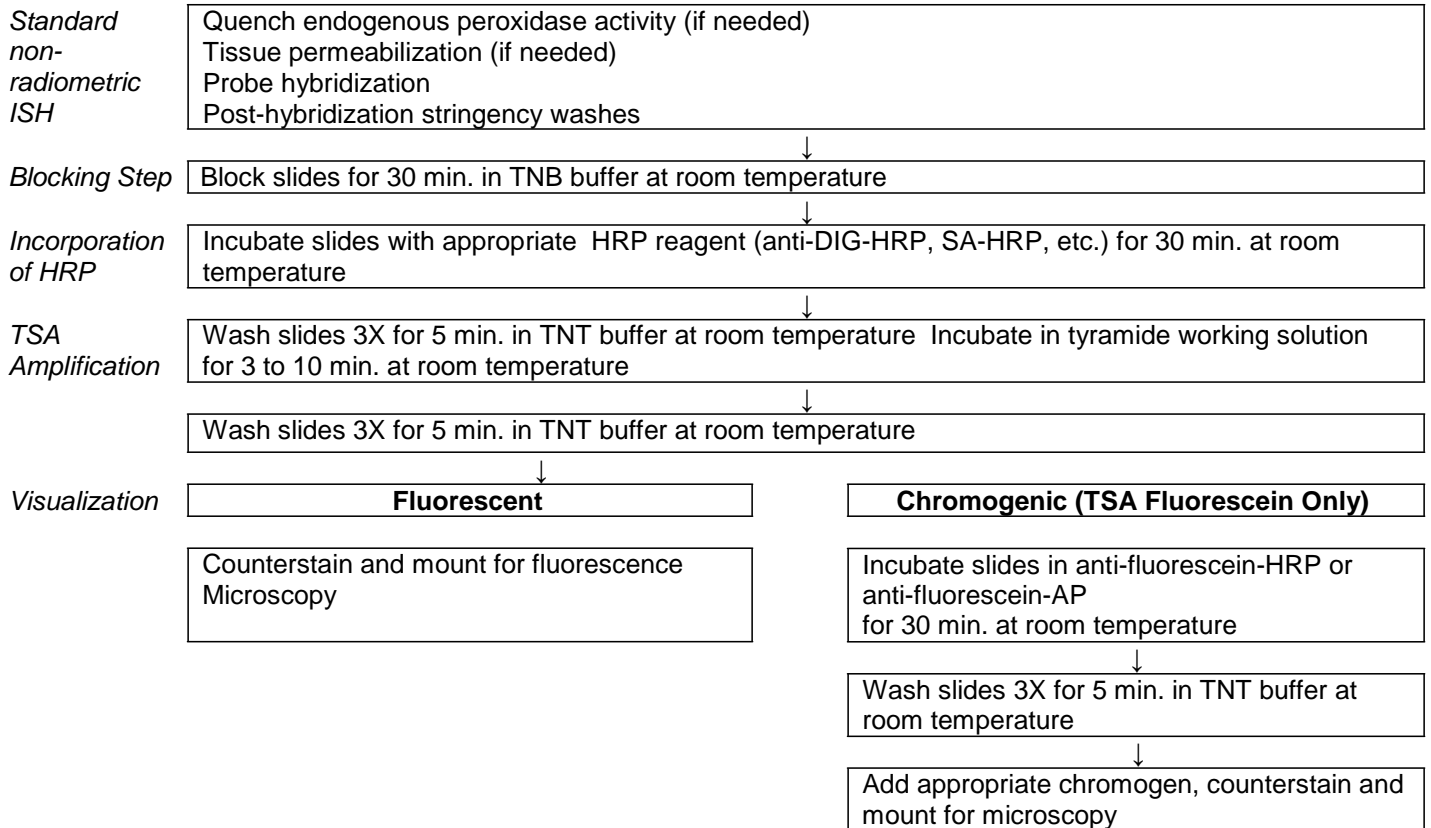 Standard
non-
radiometric
ISH
Quench endogenous peroxidase activity (if needed)
Tissue permeabilization (if needed)
Probe hybridization
Post-hybridization stringency washes
↓
Blocking Step
Block slides for 30 min. in TNB buffer at room temperature
↓
Incorporation
of HRP
Incubate slides with appropriate HRP reagent (anti-DIG-HRP, SA-HRP, etc.) for 30 min. at room
temperature
↓
TSA
Amplification
Wash slides 3X for 5 min. in TNT buffer at room temperature Incubate in tyramide working solution
for 3 to 10 min. at room temperature
↓
Wash slides 3X for 5 min. in TNT buffer at room temperature
↓
Visualization
Fluorescent
Counterstain and mount for fluorescence
Microscopy
Chromogenic (TSA Fluorescein Only)
Incubate slides in anti-fluorescein-HRP or
anti-fluorescein-AP
for 30 min. at room temperature
↓
Wash slides 3X for 5 min. in TNT buffer at
room temperature
↓
Add appropriate chromogen, counterstain and
mount for microscopy